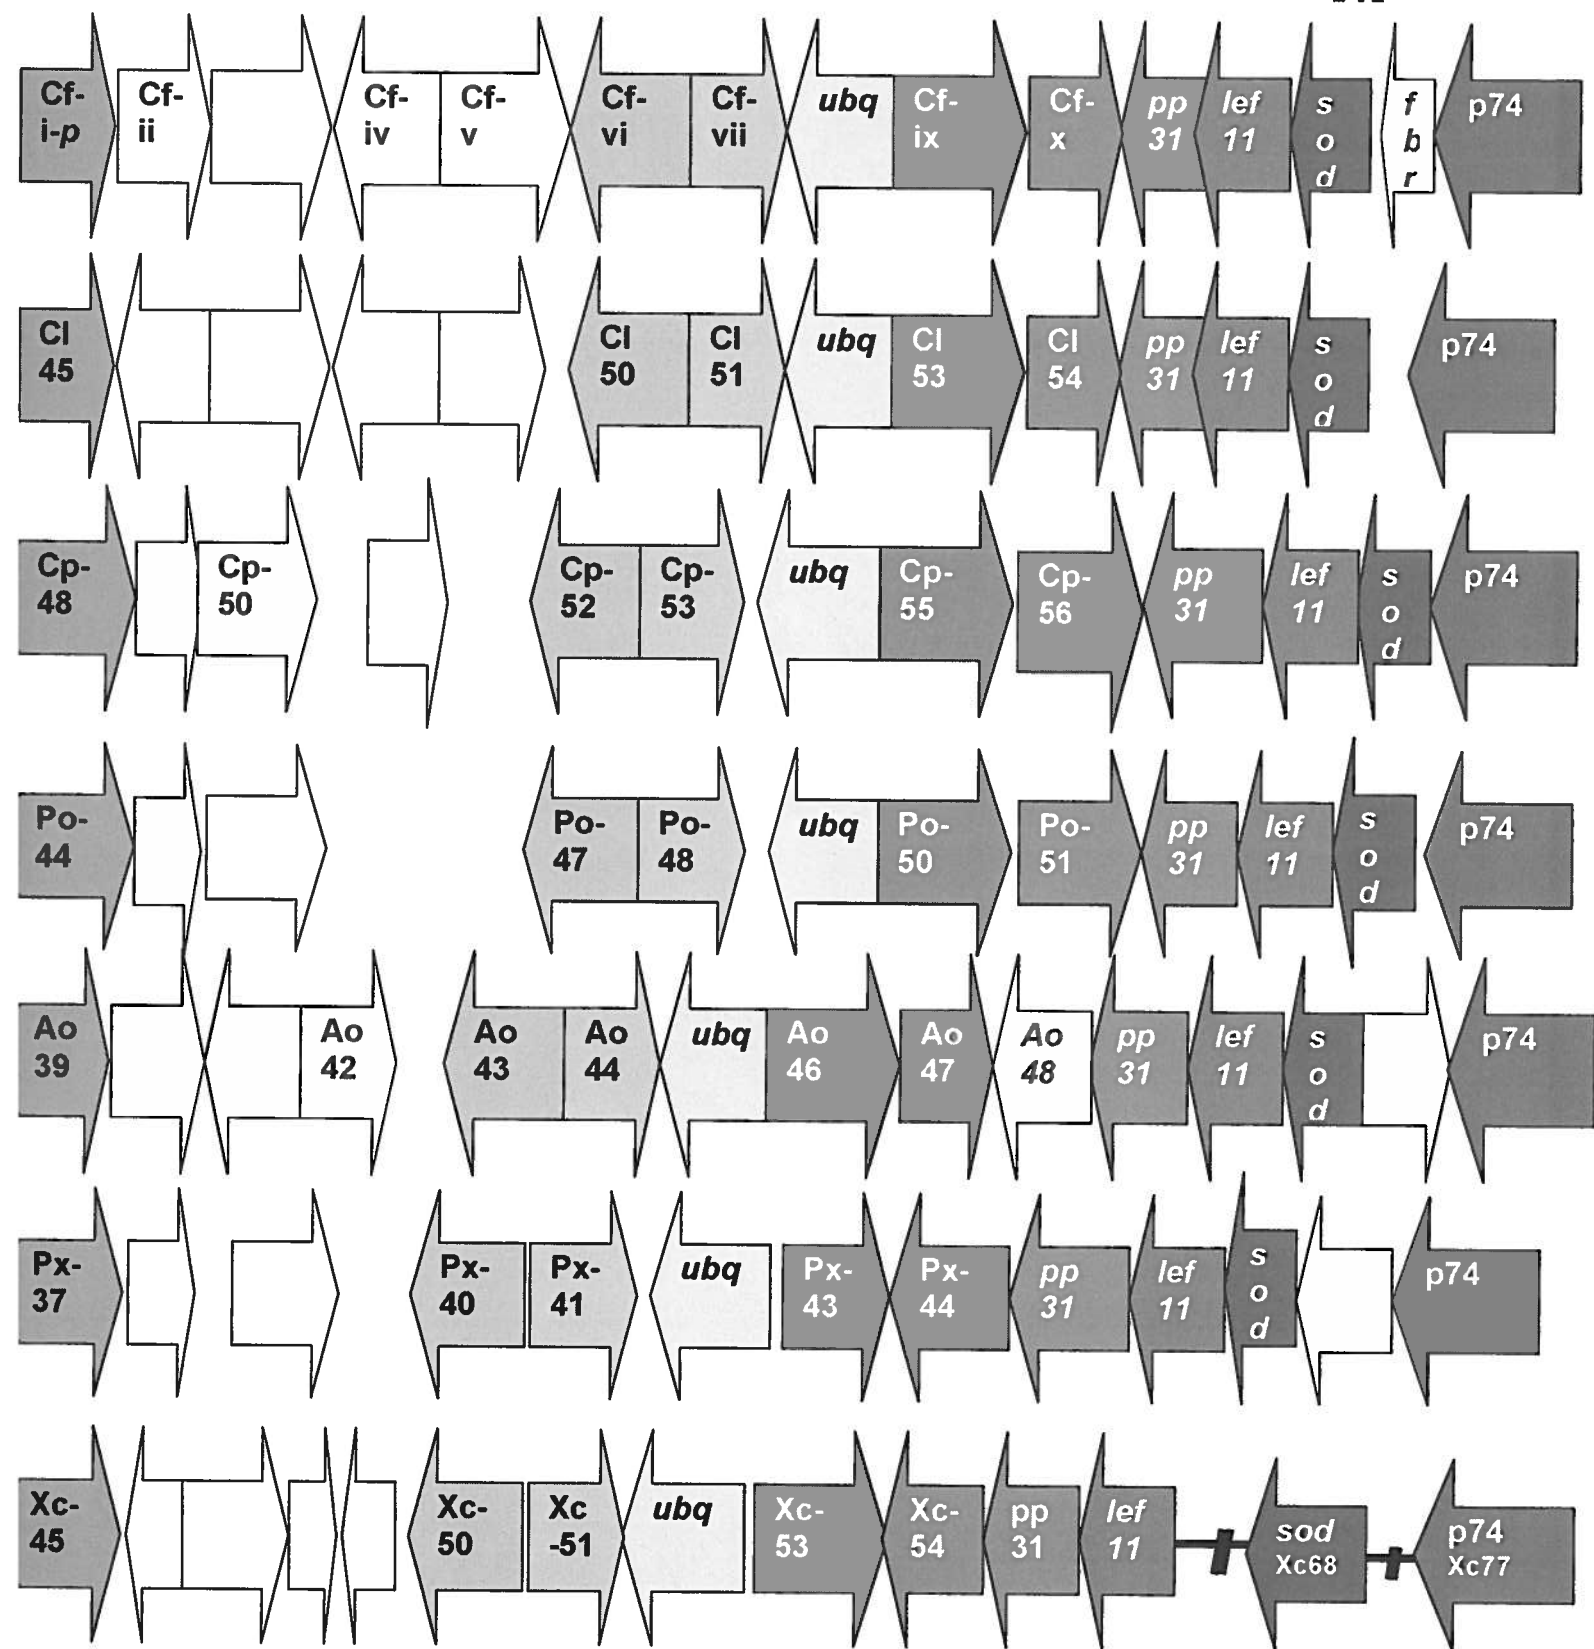 Cf-
i-p
Cf-
ii
Cf-
iv
Cf-
v
Cf-
vi
Cf-
vii
ubq
Cf-
ix
Cf-
x
pp
31
lef
11
s
o
d
f
b
r
p74
Cl
45
Cl
50
Cl
51
ubq
Cl
53
Cl
54
pp
31
lef
11
s
o
d
p74
Cp-
48
Cp-
50
Cp-
52
Cp-
53
ubq
Cp-
55
Cp-
56
pp
31
lef
11
s
o
d
p74
Po-
44
Po-
47
Po-
48
ubq
Po-
50
Po-
51
pp
31
lef
11
s
o
d
p74
Ao
39
Ao
42
Ao
43
Ao
44
ubq
Ao
46
Ao
47
Ao
48
pp
31
lef
11
s
o
d
p74
Px-
37
Px-
40
Px-
41
ubq
Px-
43
Px-
44
pp
31
lef
11
s
o
d
p74
Xc-
45
Xc-
50
Xc
-51
ubq
Xc-
53
Xc-
54
pp
31
lef
11
sod
Xc68
p74
Xc77